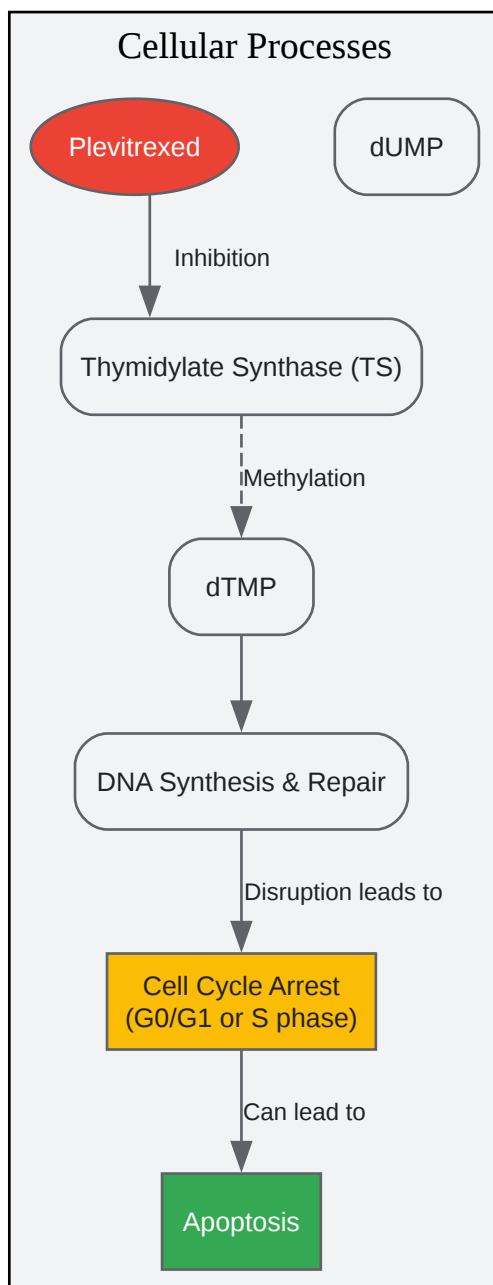 Cellular Processes
Plevitrexed
dUMP
Inhibition
Thymidylate Synthase (TS)
Methylation
dTMP
DNA Synthesis & Repair
Disruption leads to
Cell Cycle Arrest
(G0/G1 or S phase)
Can lead to
Apoptosis